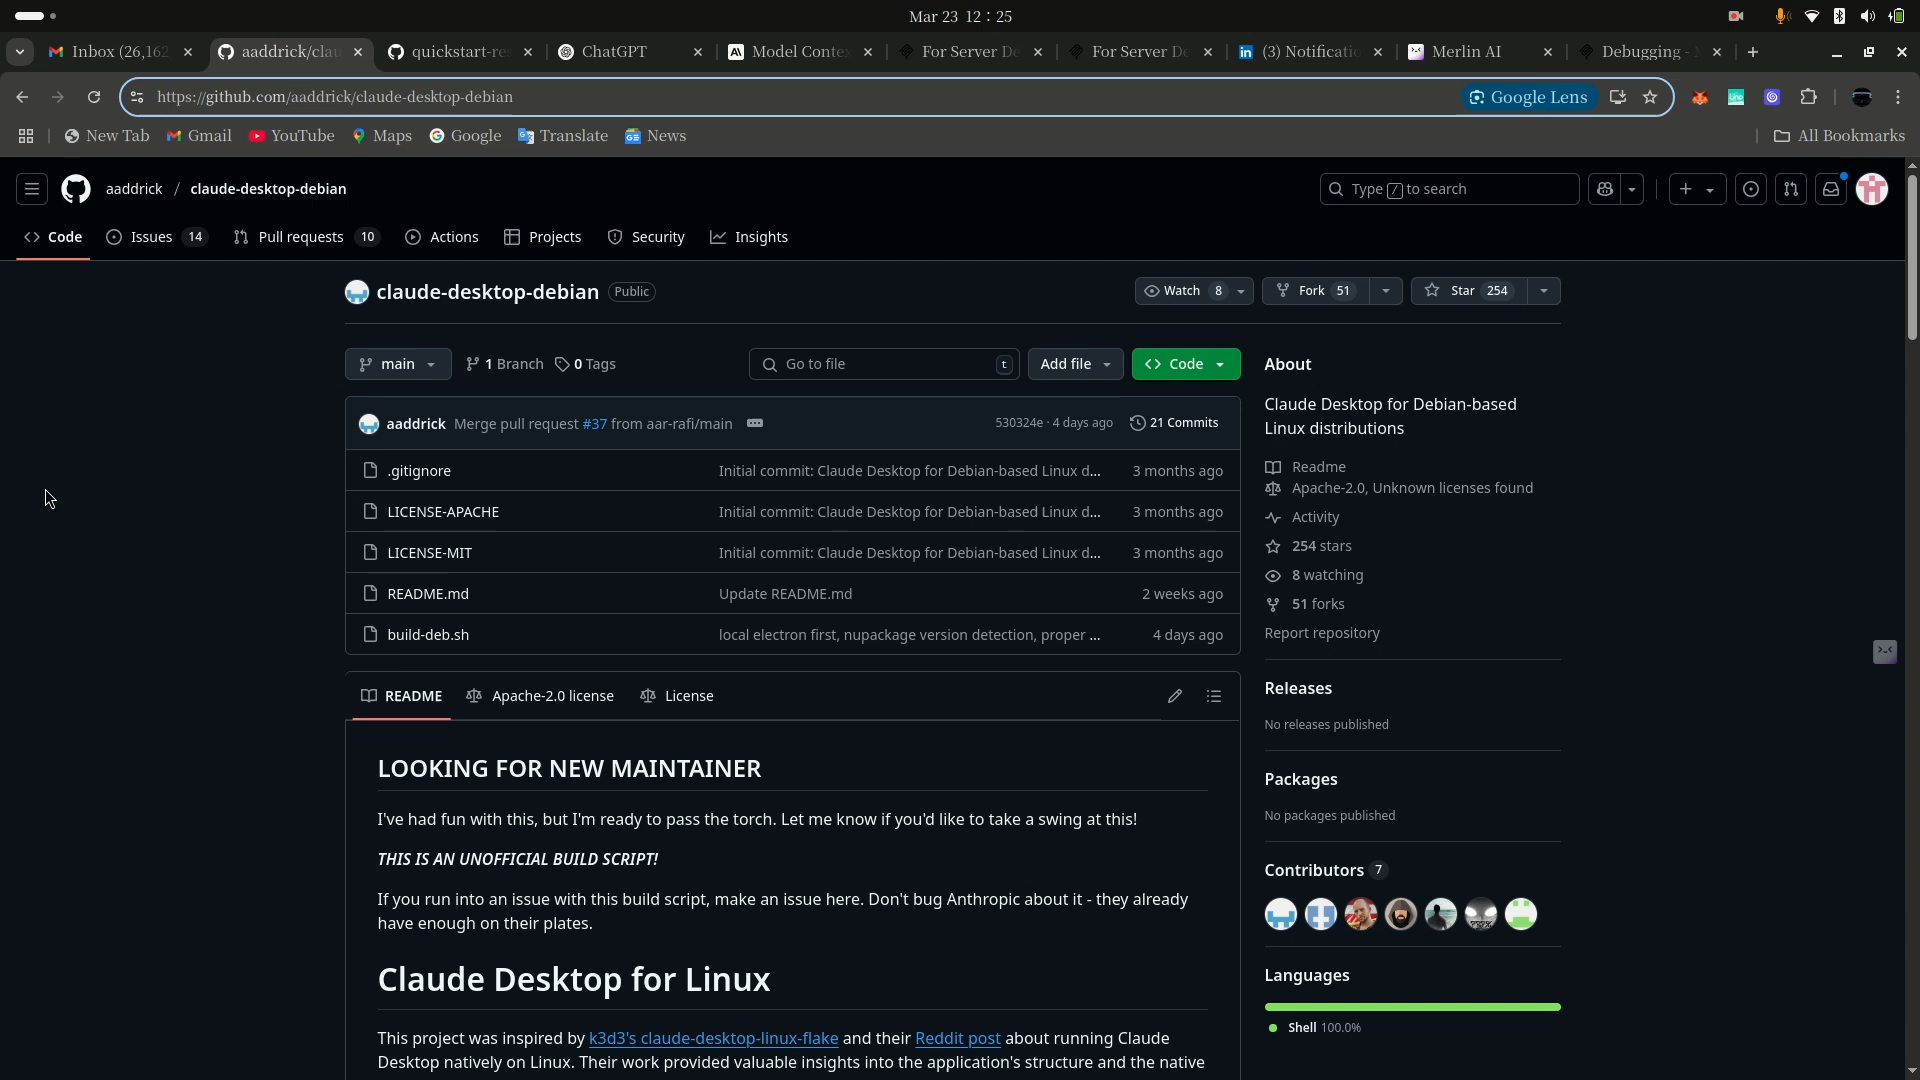 Mar 23 12 : 25
Inbox (26,162
aaddrick/clau
quickstart-re
ChatGPT
Model Contex
For Server De
For Server De
(3) Notificatio
Merlin AI
Debugging - M
https://github.com/aaddrick/claude-desktop-debian
Google Lens
New Tab
Gmail
YouTube
Maps
Google
Translate
News
All Bookmarks
aaddrick / claude-desktop-debian
Type / to search
Code
Issues 14
Pull requests 10
Actions
Projects
Security
Insights
claude-desktop-debian Public
Watch 8
Fork 51
Star 254
main
1 Branch
0 Tags
Go to file t
Add file
Code
aaddrick Merge pull request #37 from aar-rafi/main
530324e · 4 days ago
21 Commits
.gitignore Initial commit: Claude Desktop for Debian-based Linux d... 3 months ago
LICENSE-APACHE Initial commit: Claude Desktop for Debian-based Linux d... 3 months ago
LICENSE-MIT Initial commit: Claude Desktop for Debian-based Linux d... 3 months ago
README.md Update README.md 2 weeks ago
build-deb.sh local electron first, nupackage version detection, proper ... 4 days ago
README
Apache-2.0 license
License
LOOKING FOR NEW MAINTAINER
I've had fun with this, but I'm ready to pass the torch. Let me know if you'd like to take a swing at this!
THIS IS AN UNOFFICIAL BUILD SCRIPT!
If you run into an issue with this build script, make an issue here. Don't bug Anthropic about it - they already
have enough on their plates.
Claude Desktop for Linux
This project was inspired by k3d3's claude-desktop-linux-flake and their Reddit post about running Claude
Desktop natively on Linux. Their work provided valuable insights into the application's structure and the native
About
Claude Desktop for Debian-based
Linux distributions
Readme
Apache-2.0, Unknown licenses found
Activity
254 stars
8 watching
51 forks
Report repository
Releases
No releases published
Packages
No packages published
Contributors 7
Languages
Shell 100.0%